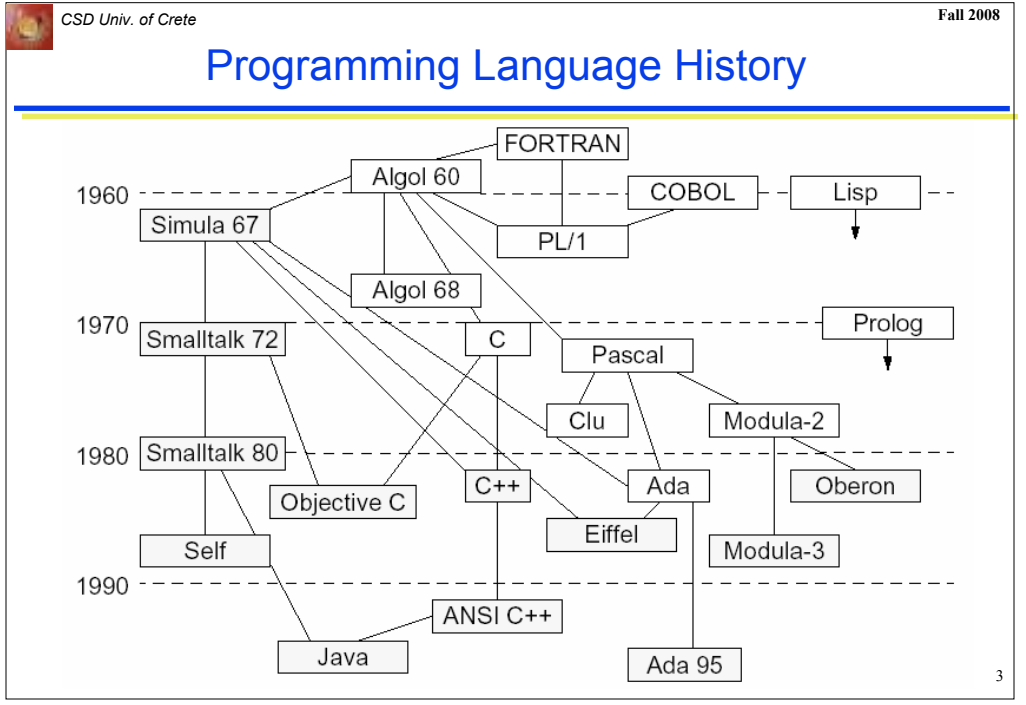 CSD Univ. of Crete
Fall 2008
Programming Language History
FORTRAN
Algol 60
1960
COBOL
Lisp
Simula 67
PL/1
Algol 68
1970
Prolog
Smalltalk 72
C
Pascal
Clu
Modula-2
1980
Smalltalk 80
Objective C
C++
Ada
Oberon
Eiffel
Self
Modula-3
1990
ANSI C++
Java
Ada 95
3